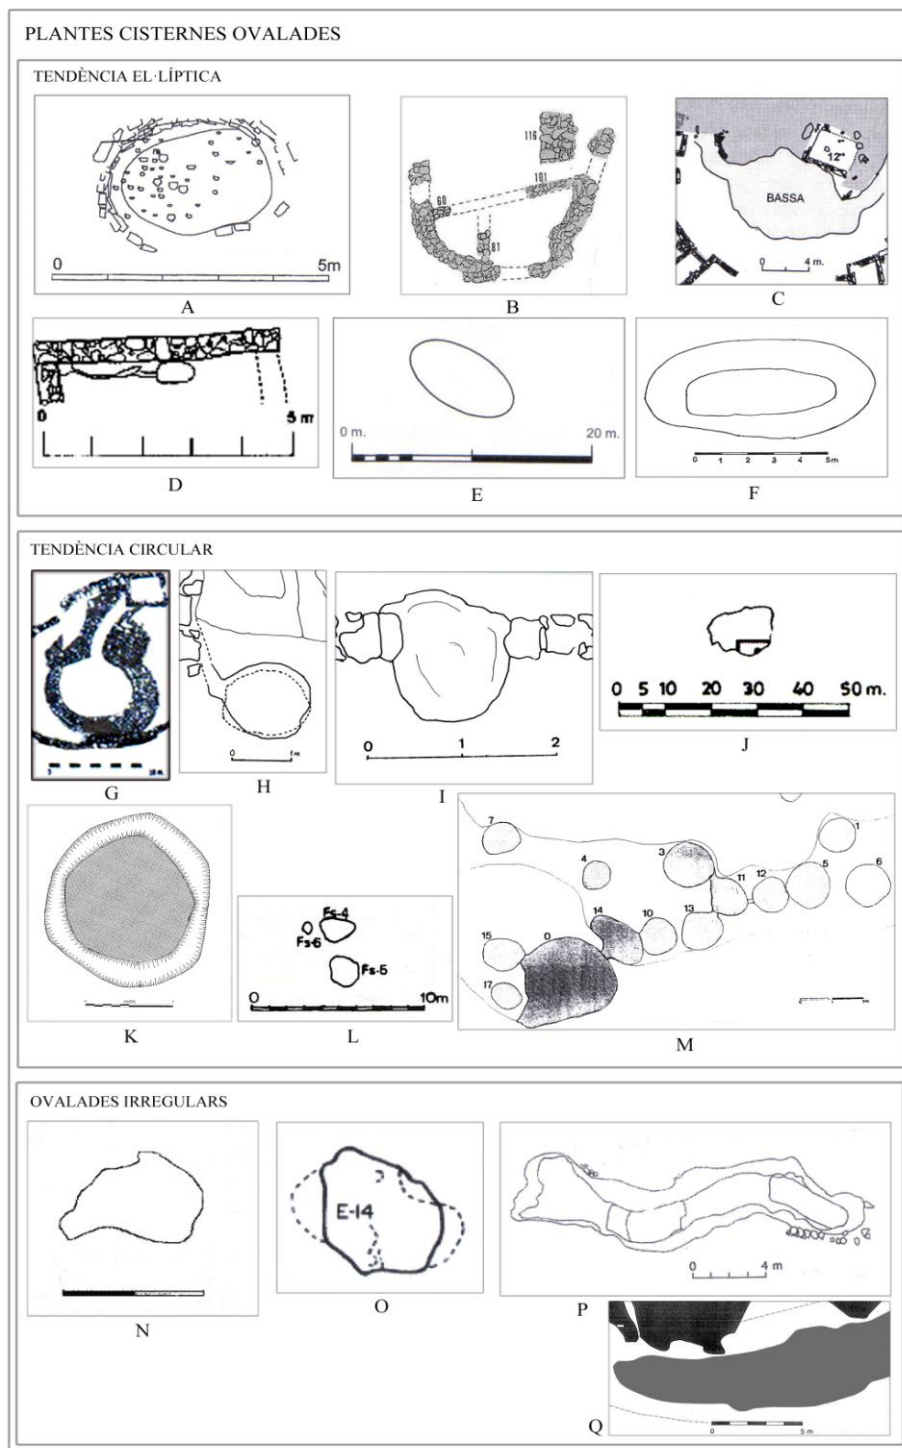 PLANTES CISTERNES OVALADES
TENDÈNCIA EL·LÍPTICA
0 5m
A
116
101
60
81
B
12
BASSA
0 4 m.
C
0 5 m
D
0 m. 20 m.
E
0 1 2 3 4 5m
F
TENDÈNCIA CIRCULAR
G
0 1m
H
0 1 2
I
0 5 10 20 30 40 50 m.
J
K
Fs-4
Fs-6
Fs-5
0 10m
L
7
1
4
3
5
6
11
12
14
10
13
15
0
17
M
OVALADES IRREGULARS
N
E-14
O
0 4 m
P
0 5 m
Q